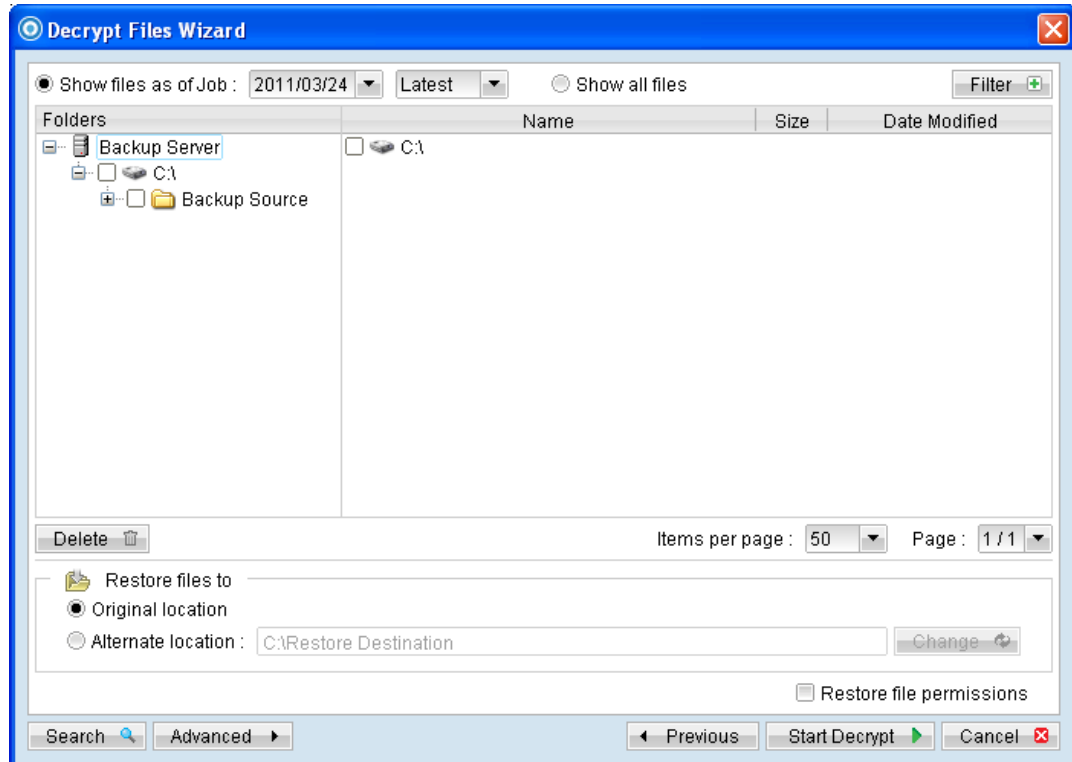 Decrypt Files Wizard
Show files as of Job : 2011/03/24 Latest Show all files Filter
Folders Name Size Date Modified
Backup Server C:\
C:\
Backup Source
Delete Items per page : 50 Page : 1 / 1
Restore files to
Original location
Alternate location : C:\Restore Destination Change
Restore file permissions
Search Advanced Previous Start Decrypt Cancel